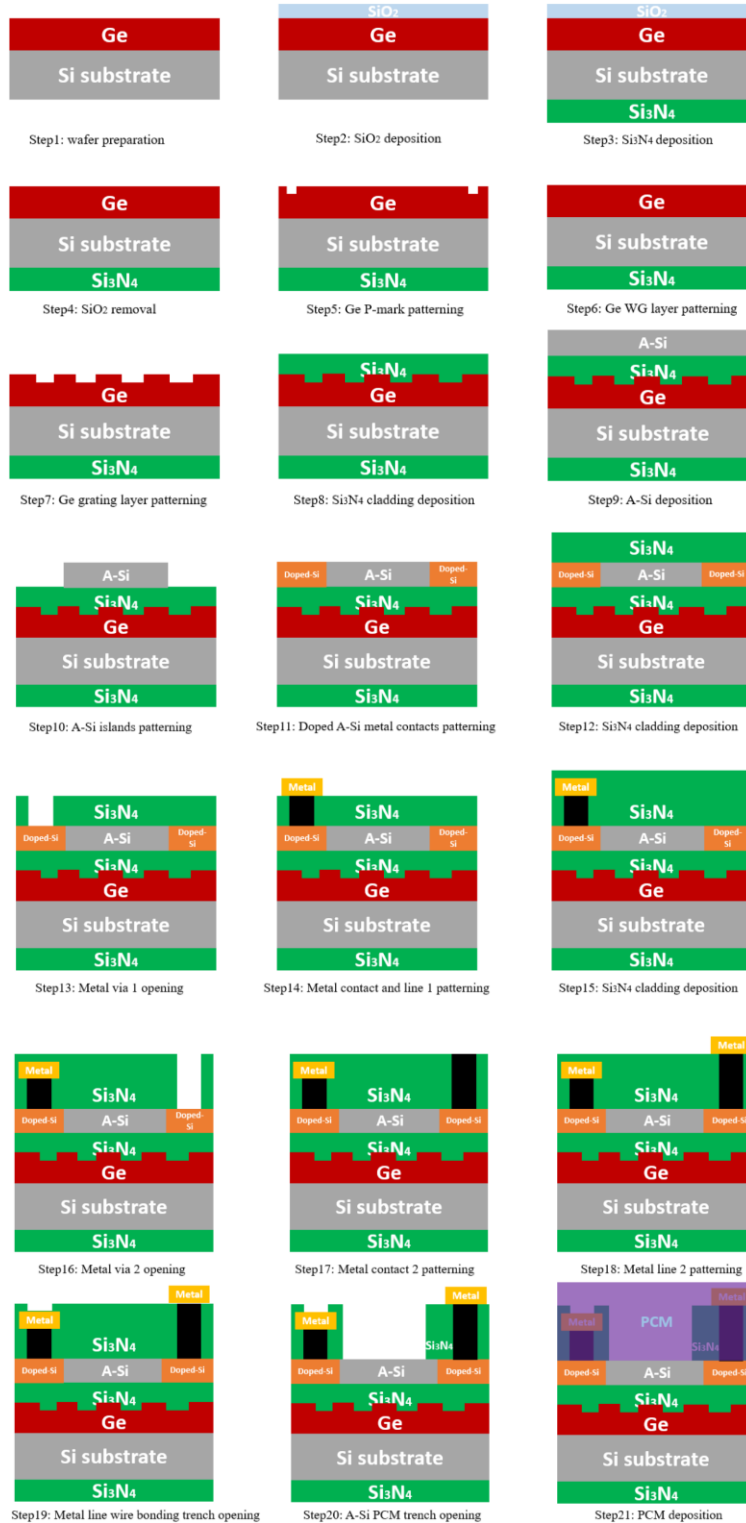 SiO₂
SiO₂
Ge
Ge
Ge
Si substrate
Si substrate
Si substrate
Si₃N₄
Step1: wafer preparation
Step2: SiO₂ deposition
Step3: Si₃N₄ deposition
Ge
Ge
Ge
Si substrate
Si substrate
Si substrate
Si₃N₄
Si₃N₄
Si₃N₄
Step4: SiO₂ removal
Step5: Ge P-mark patterning
Step6: Ge WG layer patterning
A-Si
Si₃N₄
Si₃N₄
Ge
Ge
Ge
Si substrate
Si substrate
Si substrate
Si₃N₄
Si₃N₄
Si₃N₄
Step7: Ge grating layer patterning
Step8: Si₃N₄ cladding deposition
Step9: A-Si deposition
Si₃N₄
A-Si
Doped-Si A-Si Doped-
Si
Doped-Si A-Si Doped-Si
Si₃N₄
Si₃N₄
Si₃N₄
Ge
Ge
Ge
Si substrate
Si substrate
Si substrate
Si₃N₄
Si₃N₄
Si₃N₄
Step10: A-Si islands patterning
Step11: Doped A-Si metal contacts patterning
Step12: Si₃N₄ cladding deposition
Metal
Metal
Si₃N₄
Si₃N₄
Si₃N₄
Doped-Si A-Si Doped-
Si
Doped-Si A-Si Doped-
Si
Doped-Si A-Si Doped-
Si
Si₃N₄
Si₃N₄
Si₃N₄
Ge
Ge
Ge
Si substrate
Si substrate
Si substrate
Si₃N₄
Si₃N₄
Si₃N₄
Step13: Metal via 1 opening
Step14: Metal contact and line 1 patterning
Step15: Si₃N₄ cladding deposition
Metal
Metal
Metal
Metal
Si₃N₄
Si₃N₄
Si₃N₄
Doped-Si A-Si Doped-
Si
Doped-Si A-Si Doped-Si
Doped-Si A-Si Doped-Si
Si₃N₄
Si₃N₄
Si₃N₄
Ge
Ge
Ge
Si substrate
Si substrate
Si substrate
Si₃N₄
Si₃N₄
Si₃N₄
Step16: Metal via 2 opening
Step17: Metal contact 2 patterning
Step18: Metal line 2 patterning
Metal
Metal
Metal
Metal
Metal
Metal
Si₃N₄
Si₃N₄
PCM
Si₃N₄
Doped-Si A-Si Doped-Si
Doped-Si A-Si Doped-Si
Doped-Si A-Si Doped-Si
Si₃N₄
Si₃N₄
Si₃N₄
Ge
Ge
Ge
Si substrate
Si substrate
Si substrate
Si₃N₄
Si₃N₄
Si₃N₄
Step19: Metal line wire bonding trench opening
Step20: A-Si PCM trench opening
Step21: PCM deposition